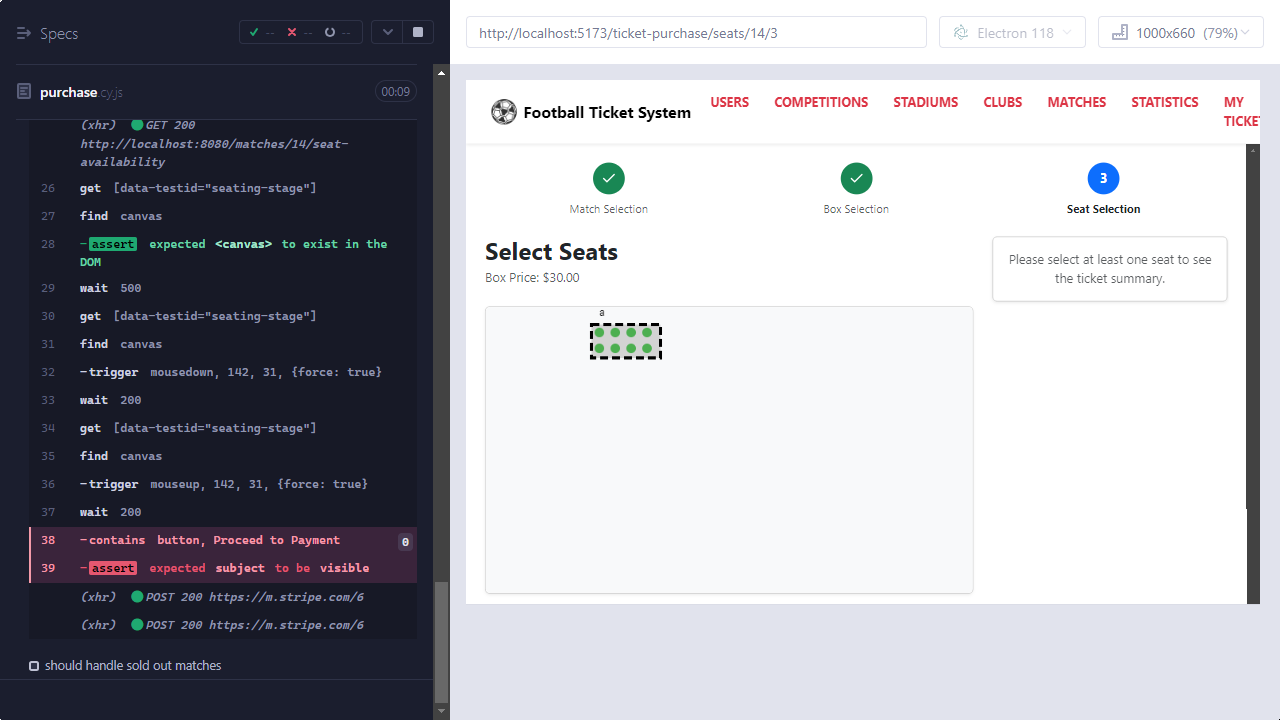 Specs
-- -- --
purchase.cy.js
00:09
(xhr) GET 200
http://localhost:8080/matches/14/seat-
availability
26 get [data-testid="seating-stage"]
27 find canvas
28 -assert expected <canvas> to exist in the
DOM
29 wait 500
30 get [data-testid="seating-stage"]
31 find canvas
32 -trigger mousedown, 142, 31, {force: true}
33 wait 200
34 get [data-testid="seating-stage"]
35 find canvas
36 -trigger mouseup, 142, 31, {force: true}
37 wait 200
38 -contains button, Proceed to Payment 0
39 -assert expected subject to be visible
(xhr) POST 200 https://m.stripe.com/6
(xhr) POST 200 https://m.stripe.com/6
should handle sold out matches
http://localhost:5173/ticket-purchase/seats/14/3
Electron 118
1000x660 (79%)
Football Ticket System
USERS COMPETITIONS STADIUMS CLUBS MATCHES STATISTICS MY
TICKE
3
Match Selection Box Selection Seat Selection
Select Seats
Box Price: $30.00
a
Please select at least one seat to see
the ticket summary.